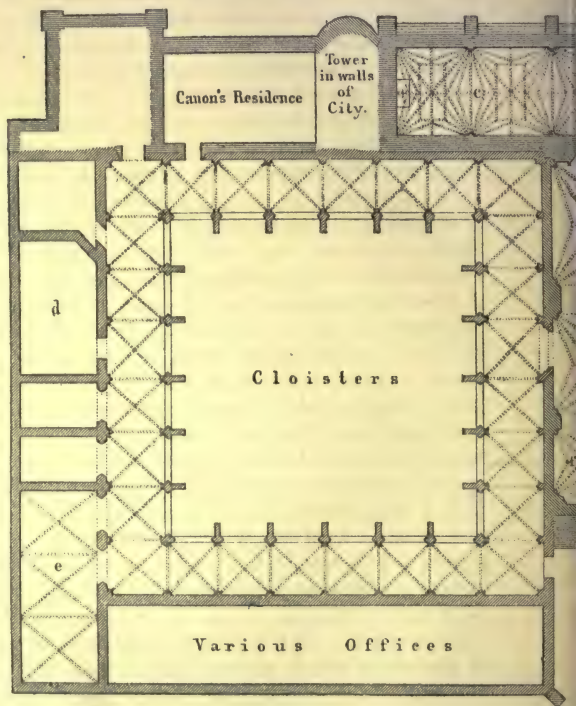 Tower
in walls
of
City.
Canon's Residence
c
d
Cloisters
e
Various Offices